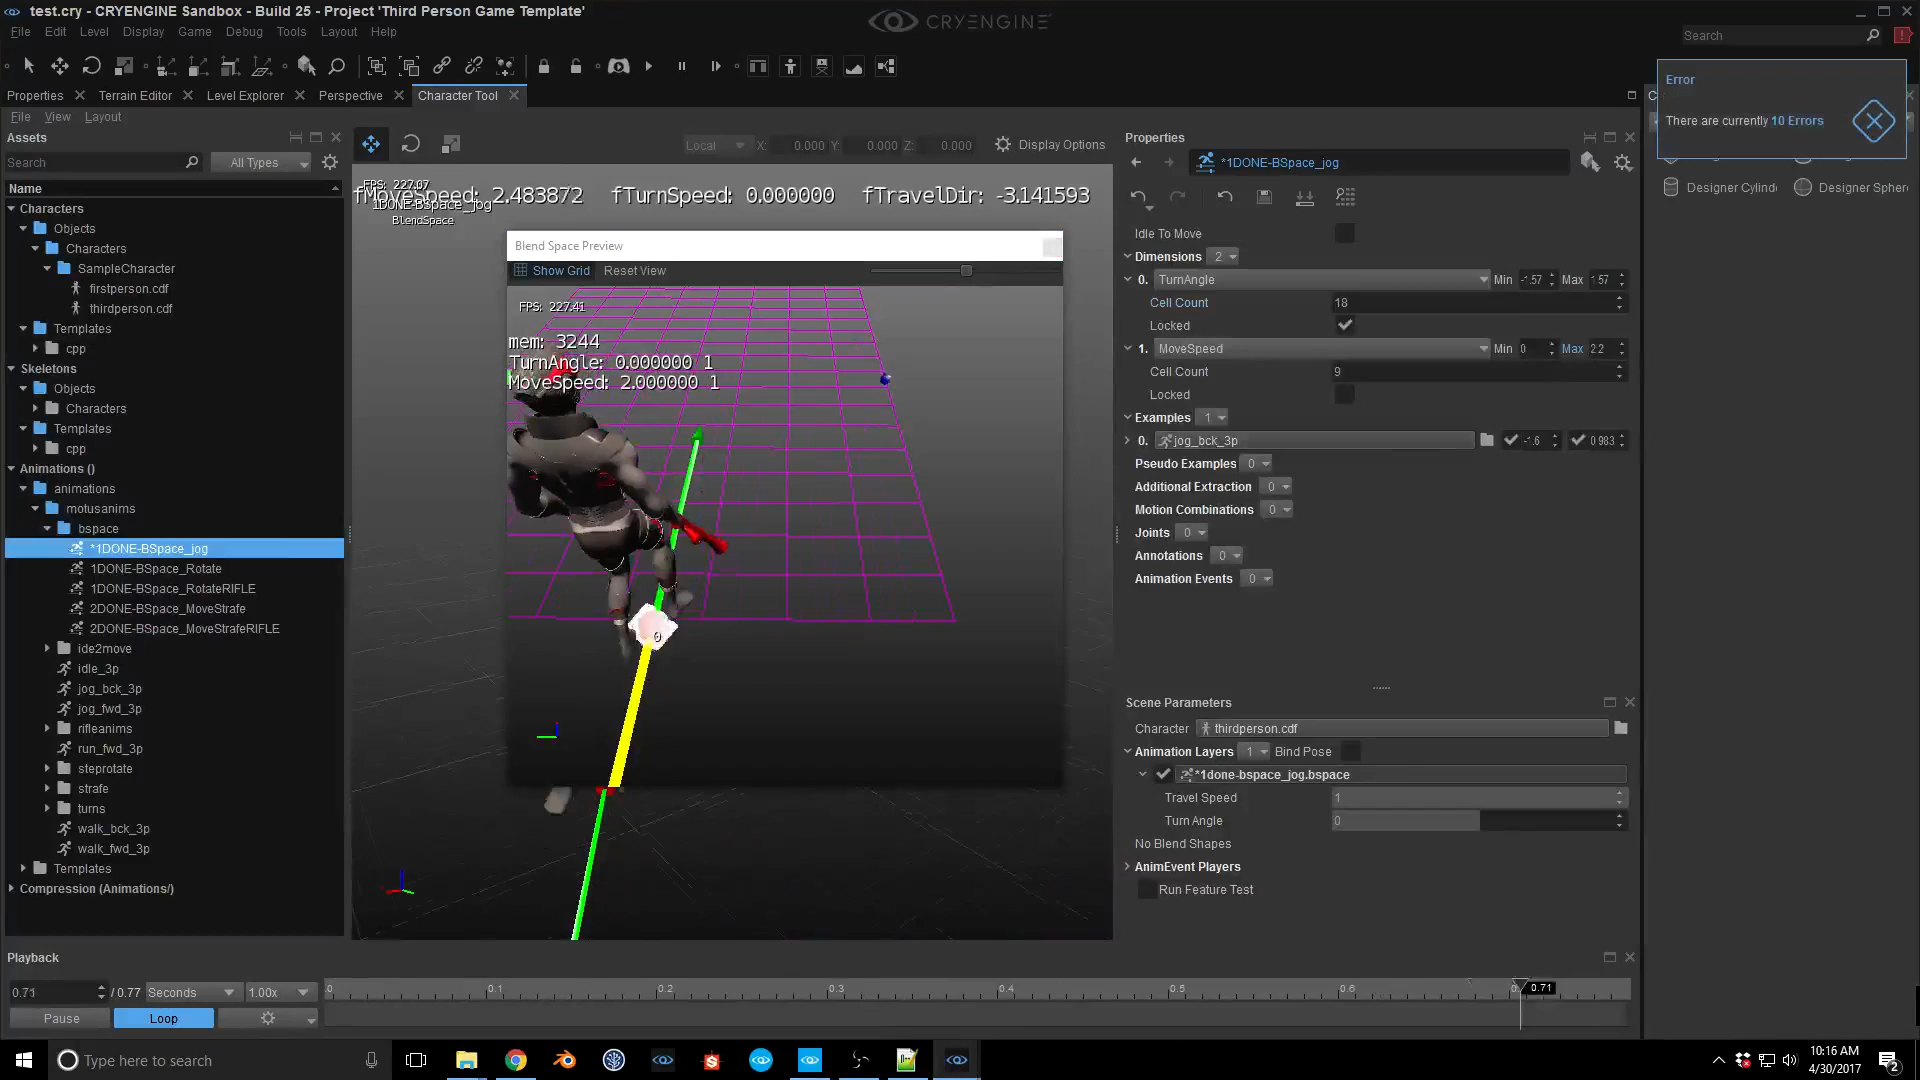 test.cry - CRYENGINE Sandbox - Build 25 - Project 'Third Person Game Template'
CRYENGINE
File Edit Level Display Game Debug Tools Layout Help
Search
Properties Terrain Editor Level Explorer Perspective Character Tool
Error
There are currently 10 Errors
File View Layout
Assets
Search All Types
Name
Characters
Objects
Characters
SampleCharacter
firstperson.cdf
thirdperson.cdf
Templates
cpp
Skeletons
Objects
Characters
Templates
cpp
Animations ()
animations
motusanims
bspace
*1DONE-BSpace_jog
1DONE-BSpace_Rotate
1DONE-BSpace_RotateRIFLE
2DONE-BSpace_MoveStrafe
2DONE-BSpace_MoveStrafeRIFLE
ide2move
idle_3p
jog_bck_3p
jog_fwd_3p
rifleanims
run_fwd_3p
steprotate
strafe
turns
walk_bck_3p
walk_fwd_3p
Templates
Compression (Animations/)
Local X: 0.000 Y: 0.000 Z: 0.000 Display Options
FPS: 227.07
fMoveSpeed: 2.483872 fTurnSpeed: 0.000000 fTravelDir: -3.141593
1DONE-BSpace_jog
BlendSpace
Blend Space Preview
Show Grid Reset View
FPS: 227.41
mem: 3244
TurnAngle: 0.000000 1
MoveSpeed: 2.000000 1
0
Properties
*1DONE-BSpace_jog
Idle To Move
Dimensions 2
0. TurnAngle Min -1.57 Max 1.57
Cell Count 18
Locked
1. MoveSpeed Min 0 Max 2.2
Cell Count 9
Locked
Examples 1
0. jog_bck_3p -1.6 0.983
Pseudo Examples 0
Additional Extraction 0
Motion Combinations 0
Joints 0
Annotations 0
Animation Events 0
Designer Cylind Designer Sphere
Scene Parameters
Character thirdperson.cdf
Animation Layers 1 Bind Pose
*1done-bspace_jog.bspace
Travel Speed 1
Turn Angle 0
No Blend Shapes
AnimEvent Players
Run Feature Test
Playback
0.71 / 0.77 Seconds 1.00x
.0 0.1 0.2 0.3 0.4 0.5 0.6 0.71
Pause Loop
Type here to search
10:16 AM
4/30/2017
2